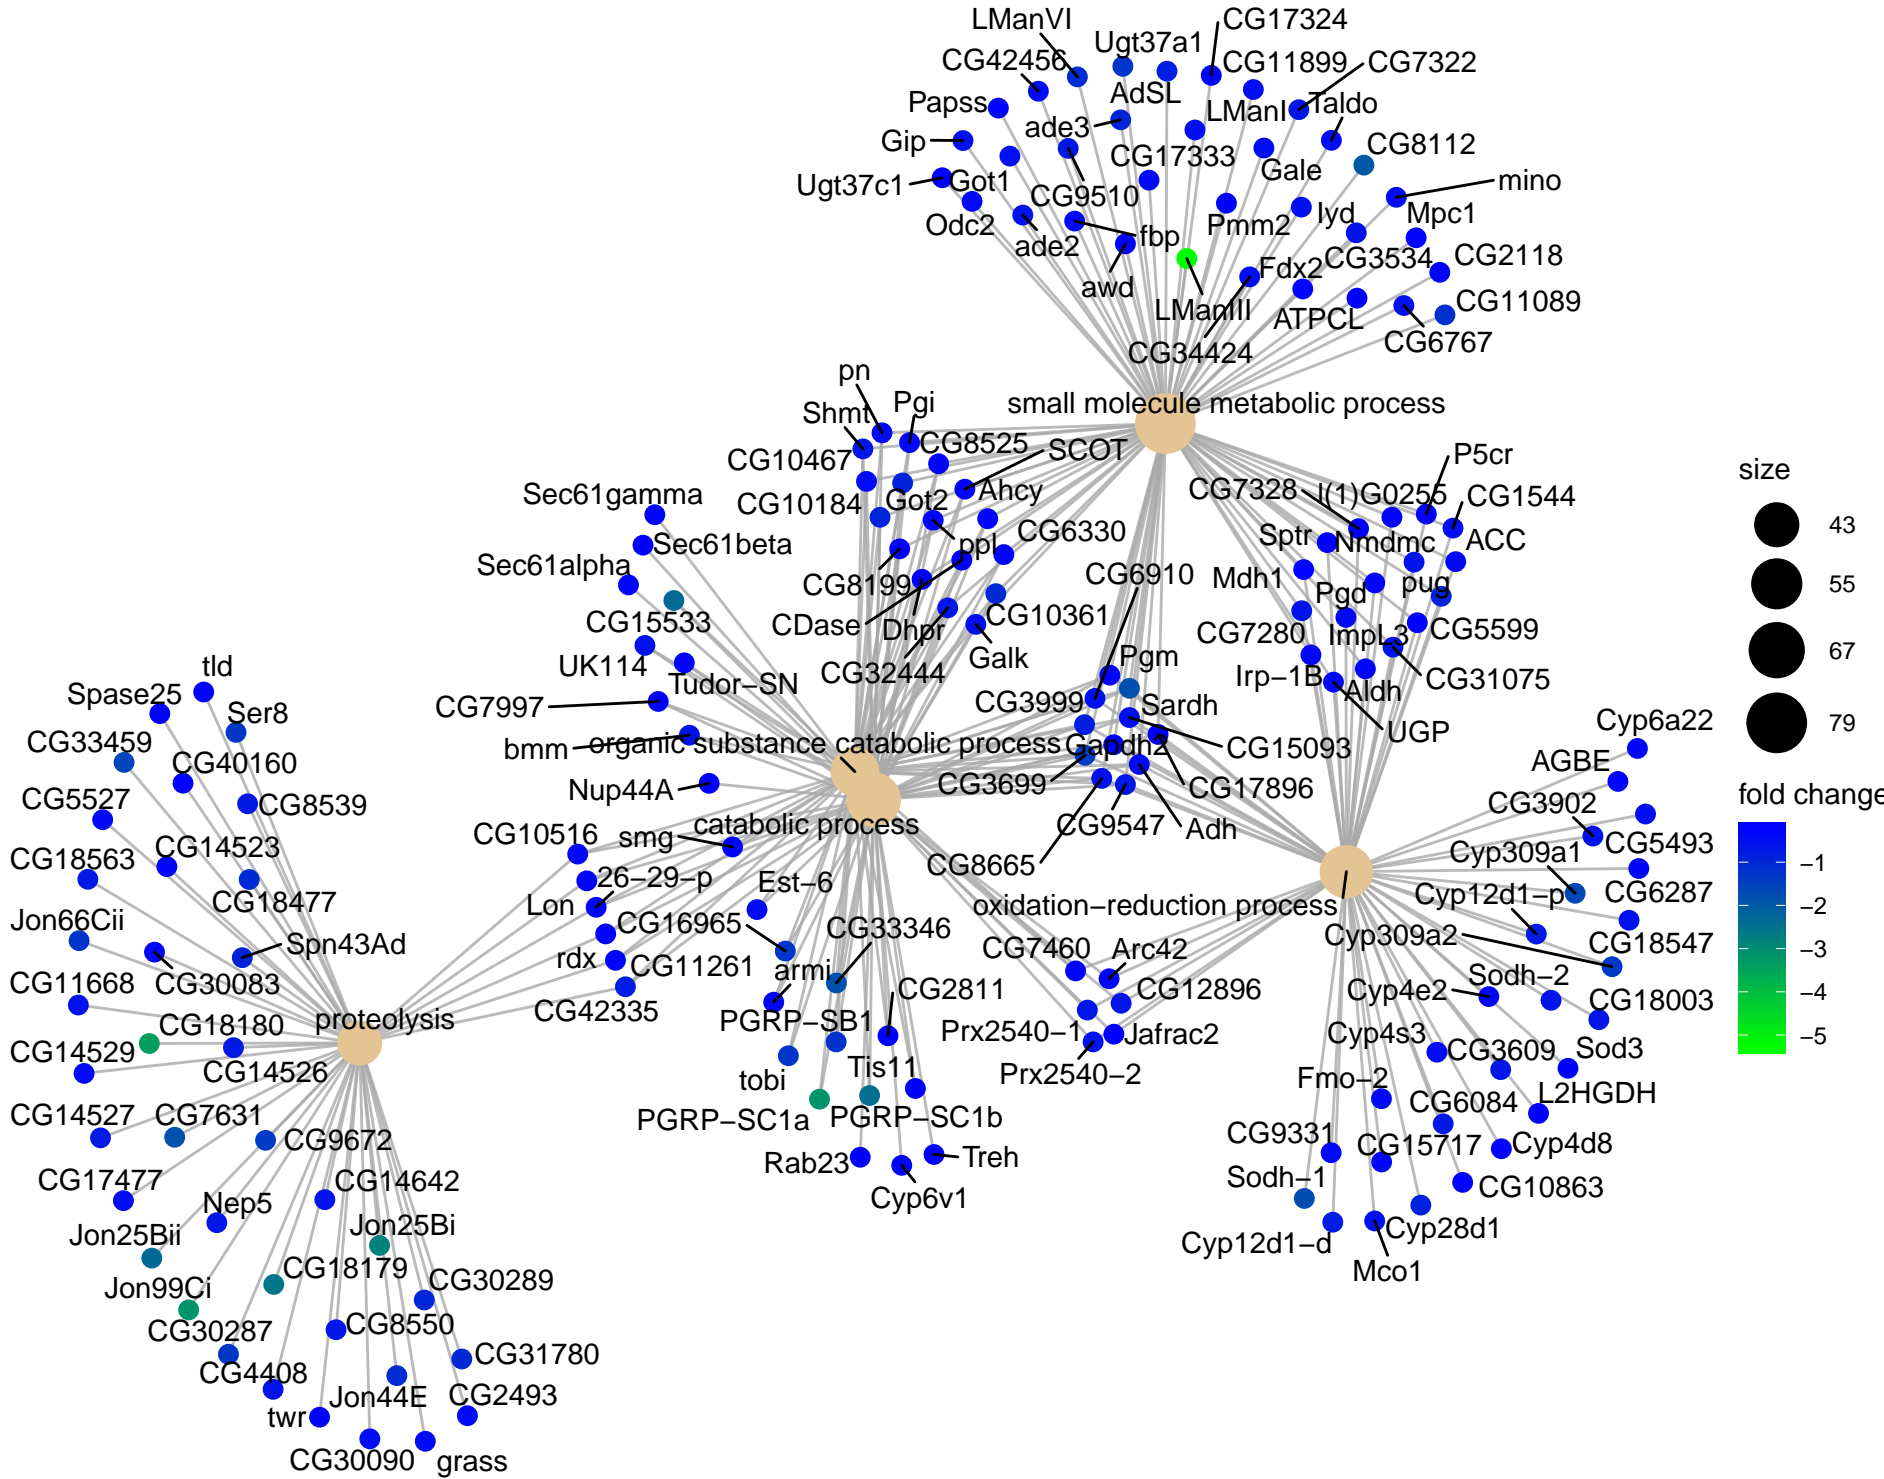 LManVI
CG17324
Ugt37a1
CG42456
CG11899
CG7322
Papss
AdSL
LManI
Taldo
ade3
Gip
CG17333
CG8112
Gale
Ugt37c1
Got1
CG9510
mino
Odc2
ade2
fbp
Pmm2
Iyd
Mpc1
CG3534
CG2118
Fdx2
awd
LManIII
ATPCL
CG11089
CG34424
CG6767
pn
small molecule metabolic process
Shmt
Pgi
CG8525
SCOT
CG10467
P5cr
Sec61gamma
CG10184
Got2
Ahcy
CG7328
l(1)G0255
CG1544
Sec61beta
ppl
CG6330
Sptr
Nmdmc
ACC
Sec61alpha
CG8199
CG6910
Mdh1
Pgd
pug
CG15533
CDase
Dhpr
CG10361
CG7280
ImpL3
CG5599
UK114
CG32444
Galk
Pgm
Irp−1B
Aldh
CG31075
Tudor−SN
CG7997
CG3999
Sardh
UGP
bmm
organic substance catabolic process
Gapdh2
CG15093
Nup44A
CG3699
CG17896
catabolic process
CG10516
smg
CG9547
Adh
CG8665
Cyp6a22
AGBE
CG3902
CG5493
Cyp309a1
CG6287
Cyp12d1−p
CG18547
Cyp309a2
oxidation−reduction process
26−29−p
Est−6
Lon
CG16965
CG33346
CG7460
Arc42
rdx
CG11261
armi
CG2811
CG12896
CG42335
PGRP−SB1
Prx2540−1
Jafrac2
Tis11
Prx2540−2
tobi
PGRP−SC1a
PGRP−SC1b
Rab23
Treh
Cyp6v1
Sodh−2
Cyp4e2
CG18003
Cyp4s3
CG3609
Sod3
Fmo−2
L2HGDH
CG6084
CG9331
CG15717
Cyp4d8
Sodh−1
CG10863
Cyp12d1−d
Cyp28d1
Mco1
tld
Spase25
Ser8
CG33459
CG40160
CG5527
CG8539
CG14523
CG18563
CG18477
Jon66Cii
Spn43Ad
CG30083
CG11668
proteolysis
CG18180
CG14529
CG14526
CG14527
CG7631
CG9672
CG17477
CG14642
Nep5
Jon25Bi
Jon25Bii
CG18179
Jon99Ci
CG30289
CG30287
CG8550
CG4408
CG31780
Jon44E
CG2493
twr
CG30090
grass
size
43
55
67
79
fold change
−1
−2
−3
−4
−5